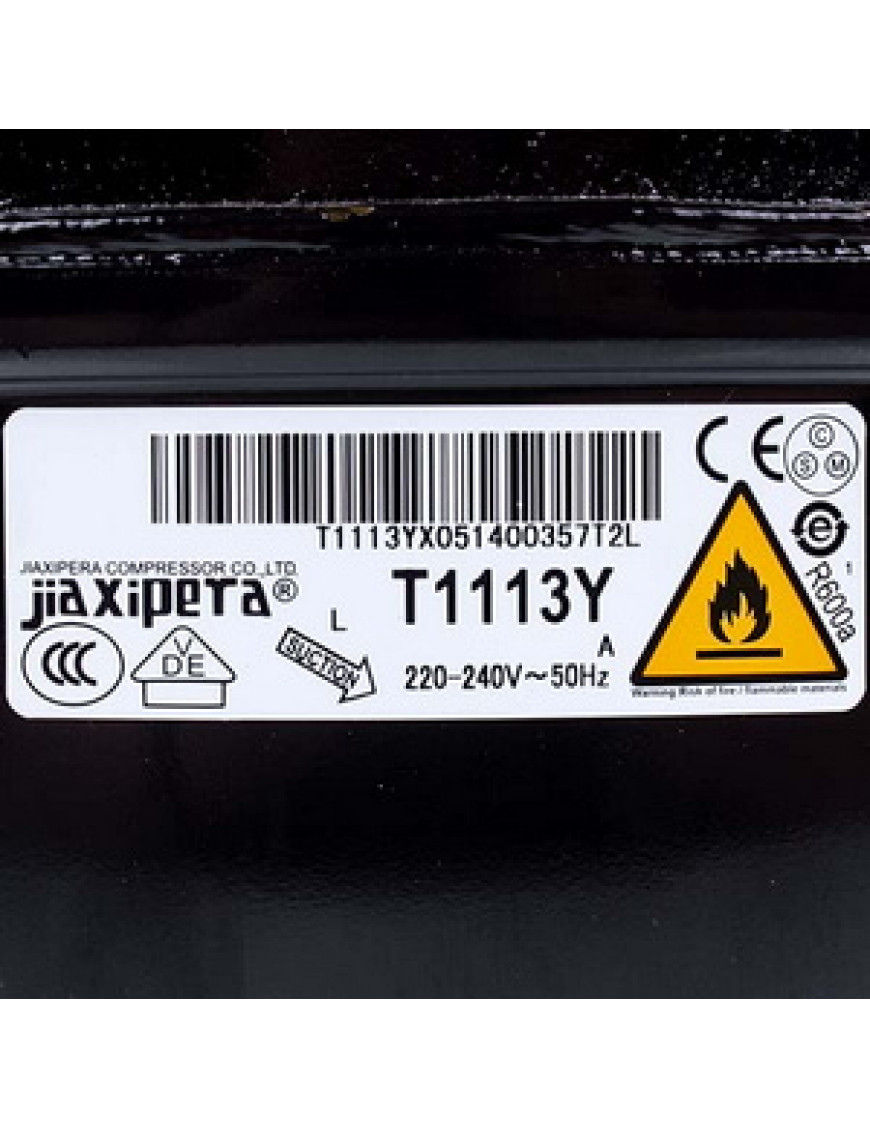 T1113YX051400357T2L
CE
C
S M
JIAXIPERA COMPRESSOR CO.,LTD.
jiaxipera®
T1113Y
e
1
R600a
L
A
CCC
V
DE
SUCTION
220-240V~50Hz
Warning Risk of fire / flammable materials